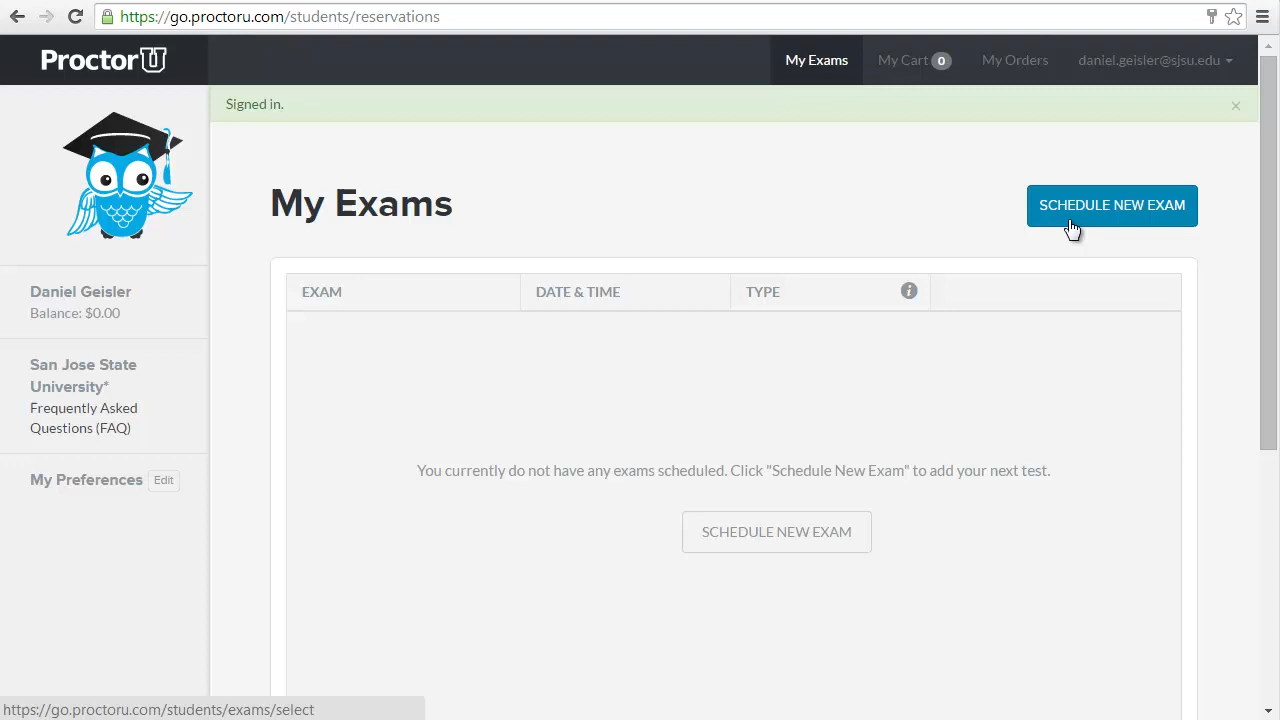 https://go.proctoru.com/students/reservations
ProctorU
My Exams
My Cart 0
My Orders
daniel.geisler@sjsu.edu
Signed in.
×
My Exams
SCHEDULE NEW EXAM
Daniel Geisler
Balance: $0.00
San Jose State
University*
Frequently Asked
Questions (FAQ)
My Preferences Edit
EXAM
DATE & TIME
TYPE
i
You currently do not have any exams scheduled. Click "Schedule New Exam" to add your next test.
SCHEDULE NEW EXAM
https://go.proctoru.com/students/exams/select